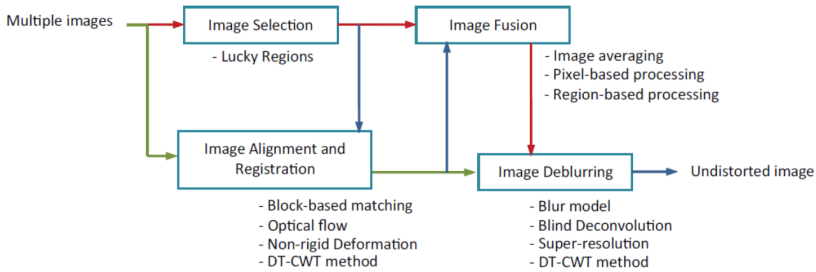 Multiple images
Image Selection
- Lucky Regions
Image Fusion
- Image averaging
- Pixel-based processing
- Region-based processing
Image Alignment and
Registration
- Block-based matching
- Optical flow
- Non-rigid Deformation
- DT-CWT method
Image Deblurring
- Blur model
- Blind Deconvolution
- Super-resolution
- DT-CWT method
Undistorted image